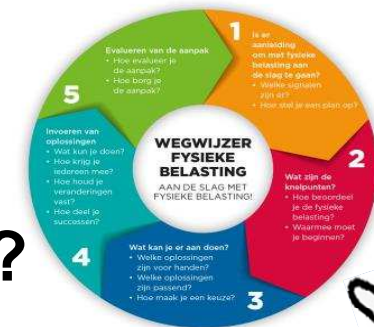 1
Is er
aanleiding
om met fysieke
belasting aan
de slag te gaan?
• Welke signalen
zijn er?
• Hoe stel je een plan op?
2
Wat zijn de
knelpunten?
• Hoe beoordeel
je de fysieke
belasting?
• Waarmee moet
je beginnen?
3
Wat kan je er aan doen?
• Welke oplossingen
zijn voor handen?
• Welke oplossingen
zijn passend?
• Hoe maak je een keuze?
4
Invoeren van
oplossingen
• Wat kun je doen?
• Hoe krijg je
iedereen mee?
• Hoe houd je
veranderingen
vast?
• Hoe deel je
successen?
5
Evalueren van de aanpak
• Hoe evalueer je
de aanpak?
• Hoe borg je
de aanpak?
WEGWIJZER
FYSIEKE
BELASTING
AAN DE SLAG MET
FYSIEKE BELASTING!
?